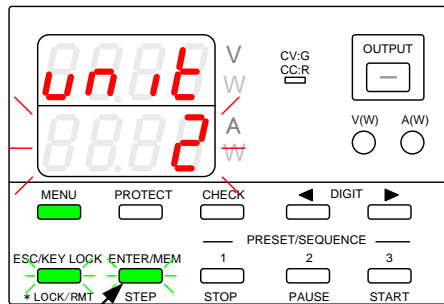 V
W
unit
A
W
2
CV:G
CC:R
OUTPUT
V(W) A(W)
MENU PROTECT CHECK ◄ DIGIT ►
PRESET/SEQUENCE
ESC/KEY LOCK ENTER/MEM 1 2 3
* LOCK/RMT STEP STOP PAUSE START